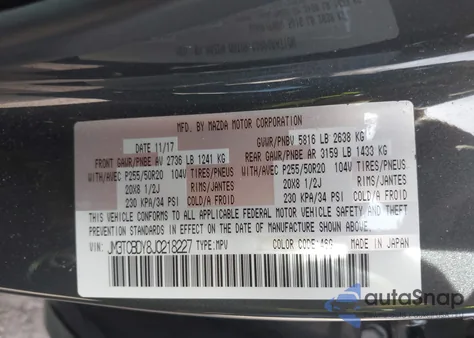 MFD. BY MAZDA MOTOR CORPORATION
DATE 11/17 GVWR/PNBV 5816 LB 2638 KG
FRONT GAWR/PNBE AV 2736 LB 1241 KG REAR GAWR/PNBE AR 3159 LB 1433 KG
WITH/AVEC P255/50R20 104V TIRES/PNEUS WITH/AVEC P255/50R20 104V TIRES/PNEUS
20X8 1/2J RIMS/JANTES 20X8 1/2J RIMS/JANTES
230 KPA/34 PSI COLD/A FROID 230 KPA/34 PSI COLD/A FROID
THIS VEHICLE CONFORMS TO ALL APPLICABLE FEDERAL MOTOR VEHICLE SAFETY AND THEFT
PREVENTION STANDARDS IN EFFECT ON THE DATE OF MANUFACTURE SHOWN ABOVE.
VIN: JM3TCBDY8J0218227 TYPE:MPV COLOR CODE:46G MADE IN JAPAN
autaSnap